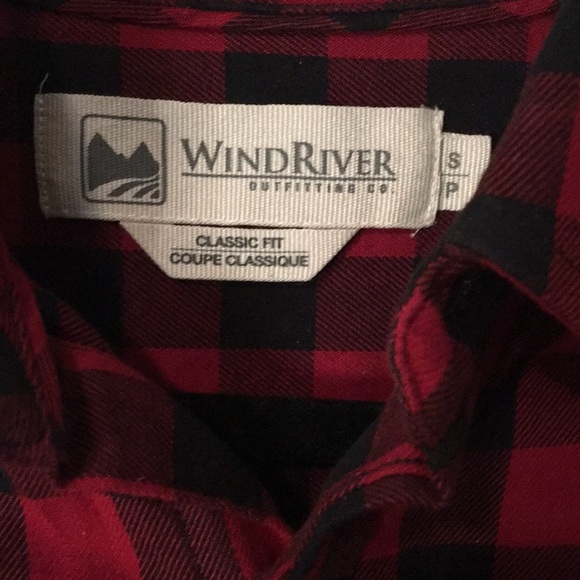 WINDRIVER
OUTFITTING CO.
S
P
CLASSIC FIT
COUPE CLASSIQUE